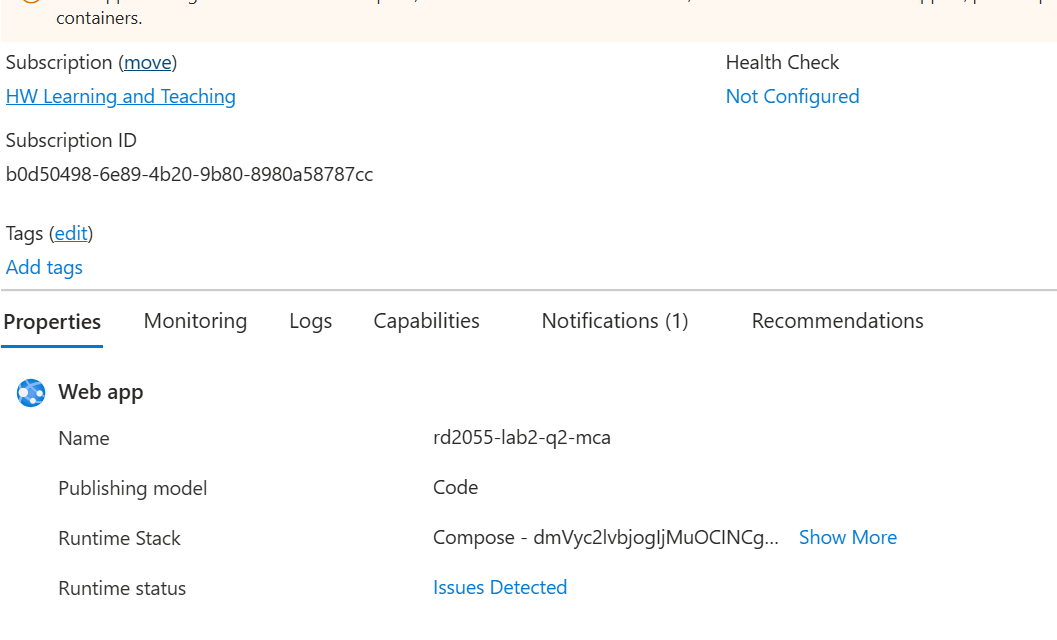 containers.
Subscription (move)
HW Learning and Teaching
Health Check
Not Configured
Subscription ID
b0d50498-6e89-4b20-9b80-8980a58787cc
Tags (edit)
Add tags
Properties Monitoring Logs Capabilities Notifications (1) Recommendations
Web app
Name rd2055-lab2-q2-mca
Publishing model Code
Runtime Stack Compose - dmVyc2lvbjogIjMuOCINCg... Show More
Runtime status Issues Detected